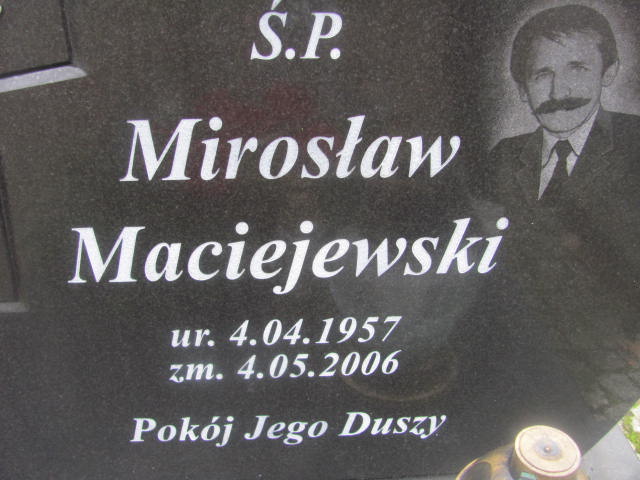 Ś.P.
Mirosław
Maciejewski
ur. 4.04.1957
zm. 4.05.2006
Pokój Jego Duszy